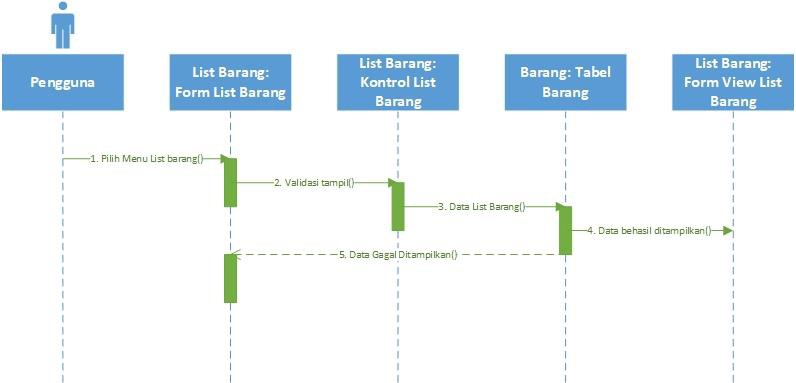 Pengguna
List Barang:
Form List Barang
List Barang:
Kontrol List
Barang
Barang: Tabel
Barang
List Barang:
Form View List
Barang
1. Pilih Menu List barang()
2. Validasi tampil()
3. Data List Barang()
4. Data behasil ditampilkan()
5. Data Gagal Ditampilkan()